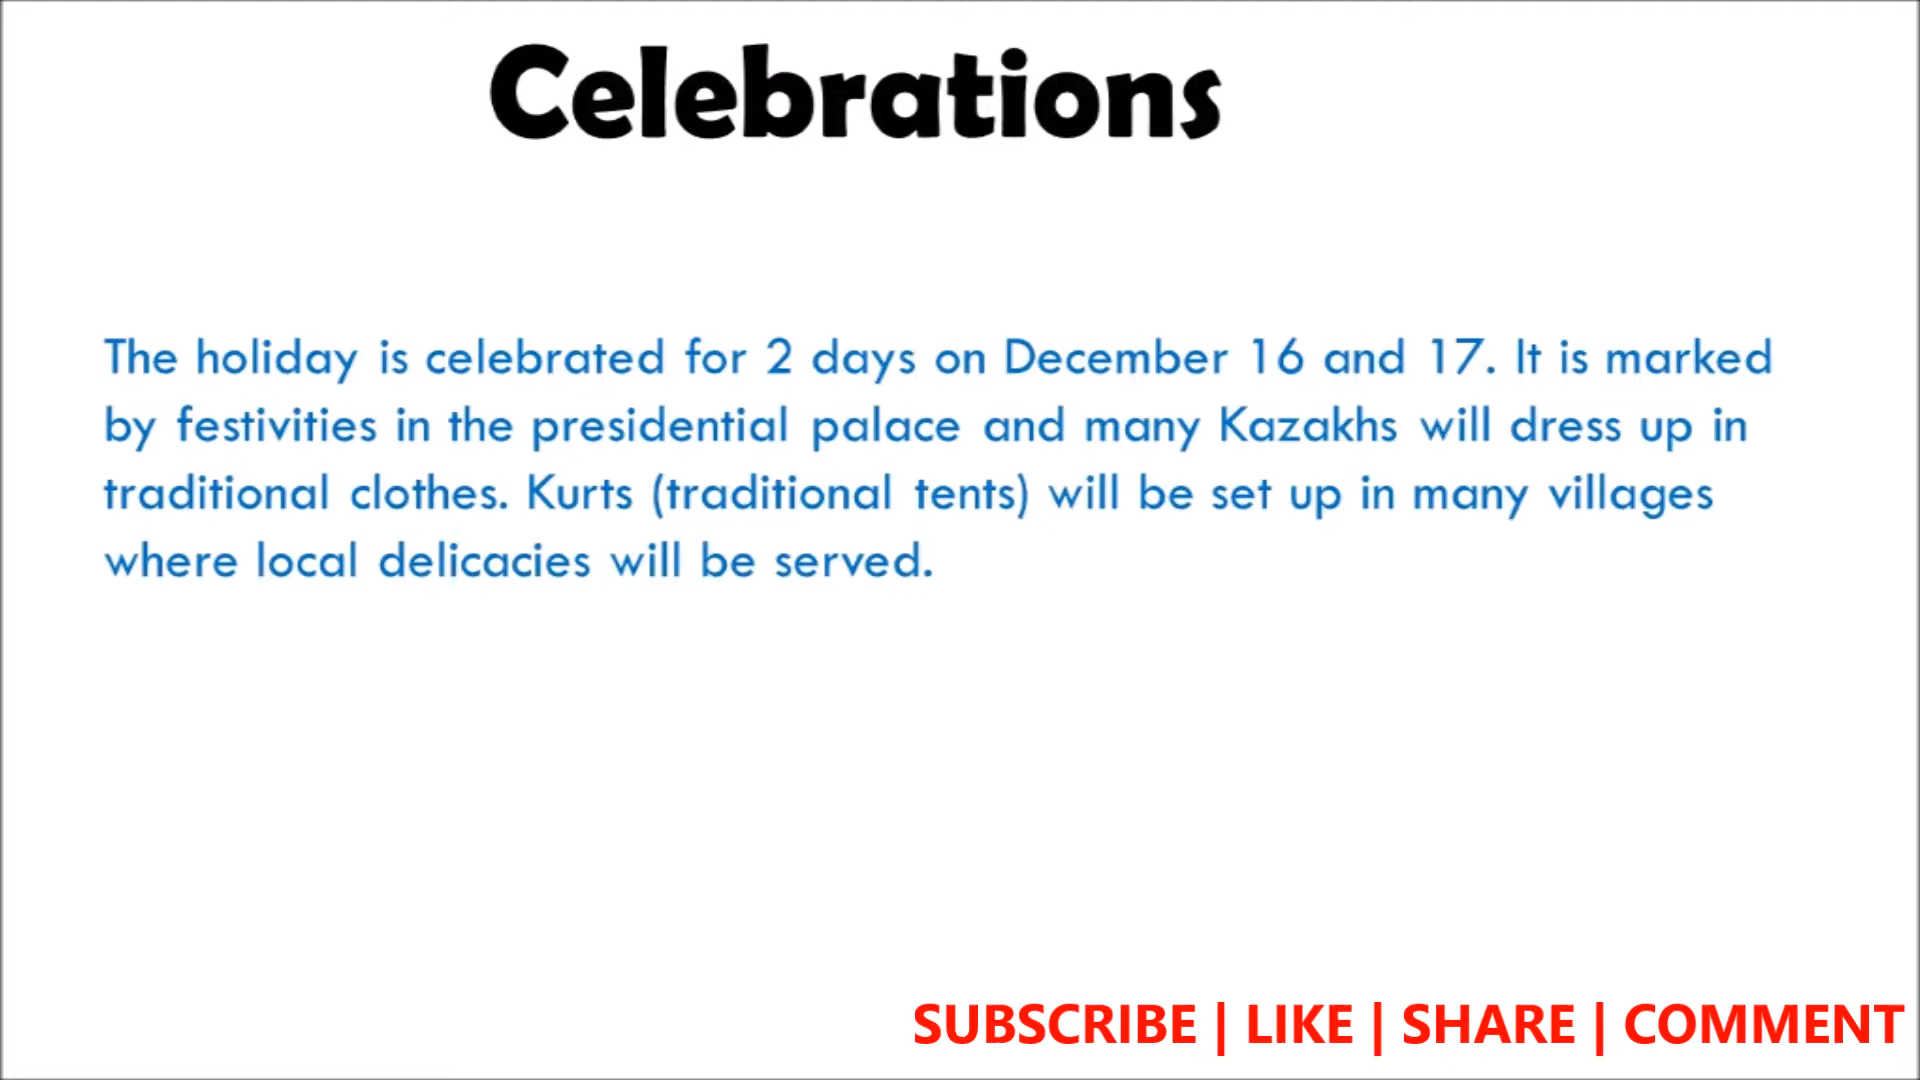 Celebrations
The holiday is celebrated for 2 days on December 16 and 17. It is marked
by festivities in the presidential palace and many Kazakhs will dress up in
traditional clothes. Kurts (traditional tents) will be set up in many villages
where local delicacies will be served.
SUBSCRIBE | LIKE | SHARE | COMMENT